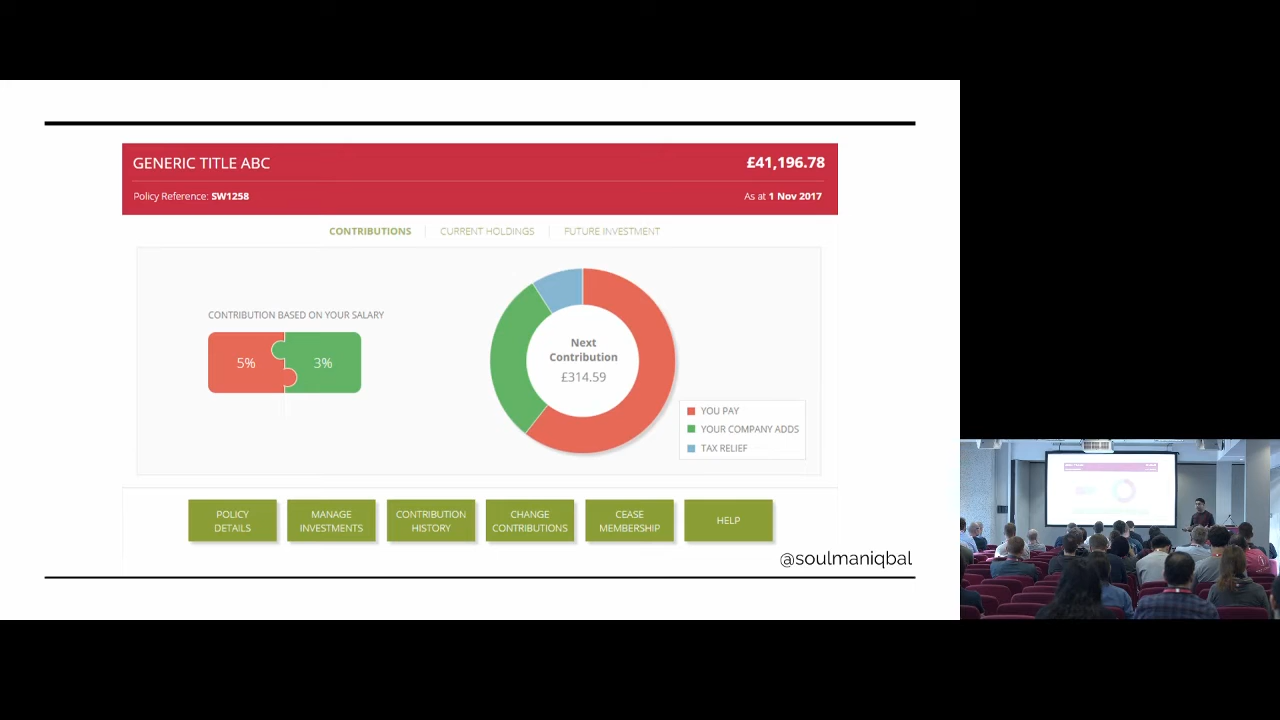 GENERIC TITLE ABC
£41,196.78
Policy Reference: SW1258
As at 1 Nov 2017
CONTRIBUTIONS
CURRENT HOLDINGS
FUTURE INVESTMENT
CONTRIBUTION BASED ON YOUR SALARY
5%
3%
Next
Contribution
£314.59
YOU PAY
YOUR COMPANY ADDS
TAX RELIEF
POLICY
DETAILS
MANAGE
INVESTMENTS
CONTRIBUTION
HISTORY
CHANGE
CONTRIBUTIONS
CEASE
MEMBERSHIP
HELP
@soulmaniqbal